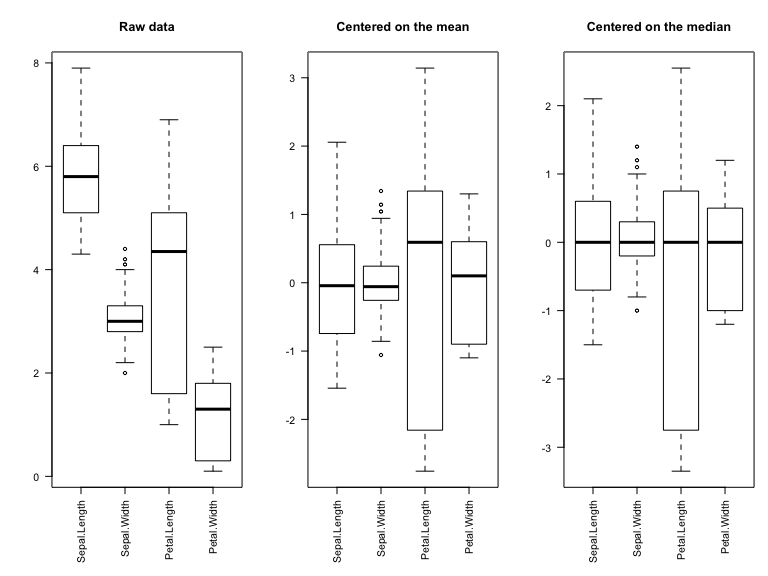 Raw data
8
6
4
2
0
Sepal.Length
Sepal.Width
Petal.Length
Petal.Width
Centered on the mean
3
2
1
0
-1
-2
Sepal.Length
Sepal.Width
Petal.Length
Petal.Width
Centered on the median
2
1
0
-1
-2
-3
Sepal.Length
Sepal.Width
Petal.Length
Petal.Width